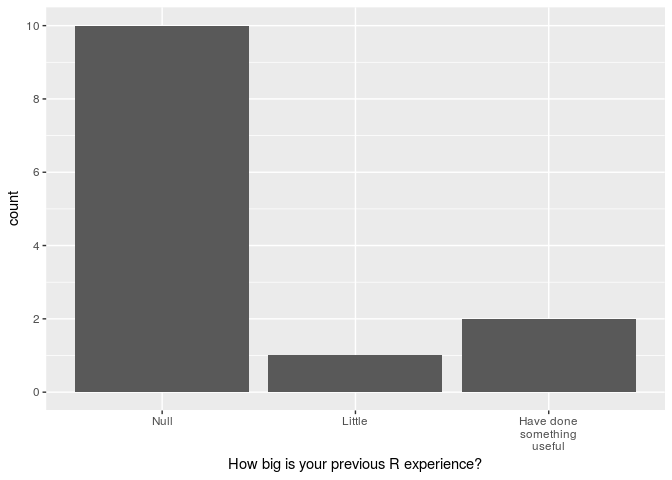 10
8
6
4
2
0
count
Null
Little
Have done
something
useful
How big is your previous R experience?